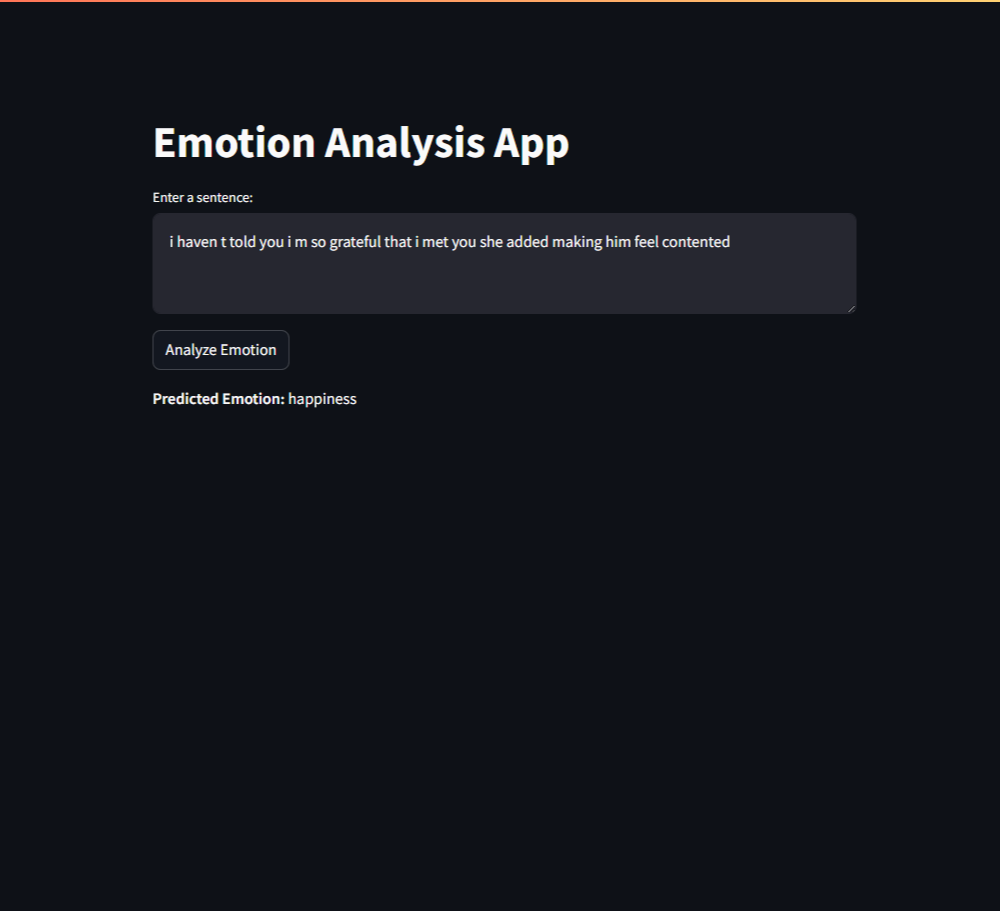 Emotion Analysis App
Enter a sentence:
i haven t told you i m so grateful that i met you she added making him feel contented
Analyze Emotion
Predicted Emotion: happiness